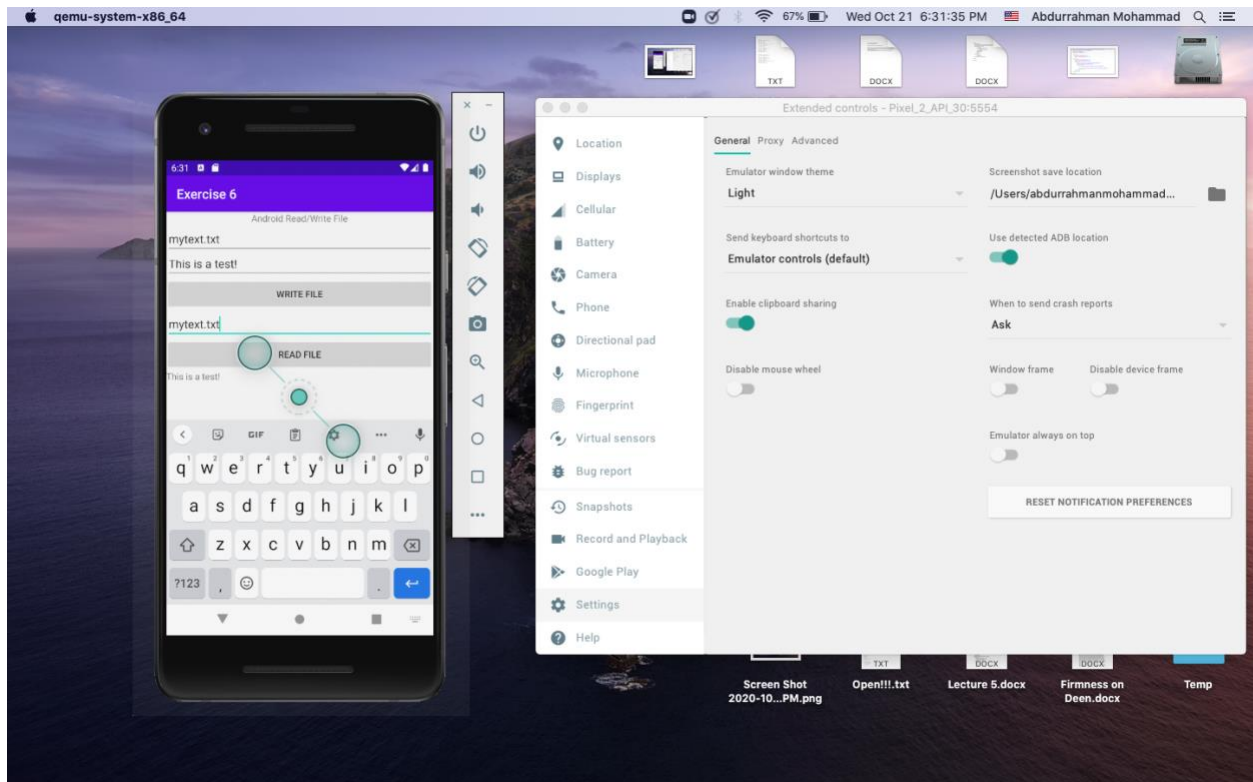 qemu-system-x86_64
67%
Wed Oct 21 6:31:35 PM
Abdurrahman Mohammad
TXT
DOCX
DOCX
6:31
Exercise 6
Android Read/Write File
mytext.txt
This is a test!
WRITE FILE
mytext.txt
READ FILE
This is a test!
GIF
q w e r t y u i o p
a s d f g h j k l
z x c v b n m
?123 , .
Extended controls - Pixel_2_API_30:5554
Location
Displays
Cellular
Battery
Camera
Phone
Directional pad
Microphone
Fingerprint
Virtual sensors
Bug report
Snapshots
Record and Playback
Google Play
Settings
Help
General Proxy Advanced
Emulator window theme
Light
Send keyboard shortcuts to
Emulator controls (default)
Enable clipboard sharing
Disable mouse wheel
Screenshot save location
/Users/abdurrahmanmohammad...
Use detected ADB location
When to send crash reports
Ask
Window frame
Disable device frame
Emulator always on top
RESET NOTIFICATION PREFERENCES
TXT
DOCX
DOCX
Screen Shot
2020-10...PM.png
Open!!!.txt
Lecture 5.docx
Firmness on
Deen.docx
Temp